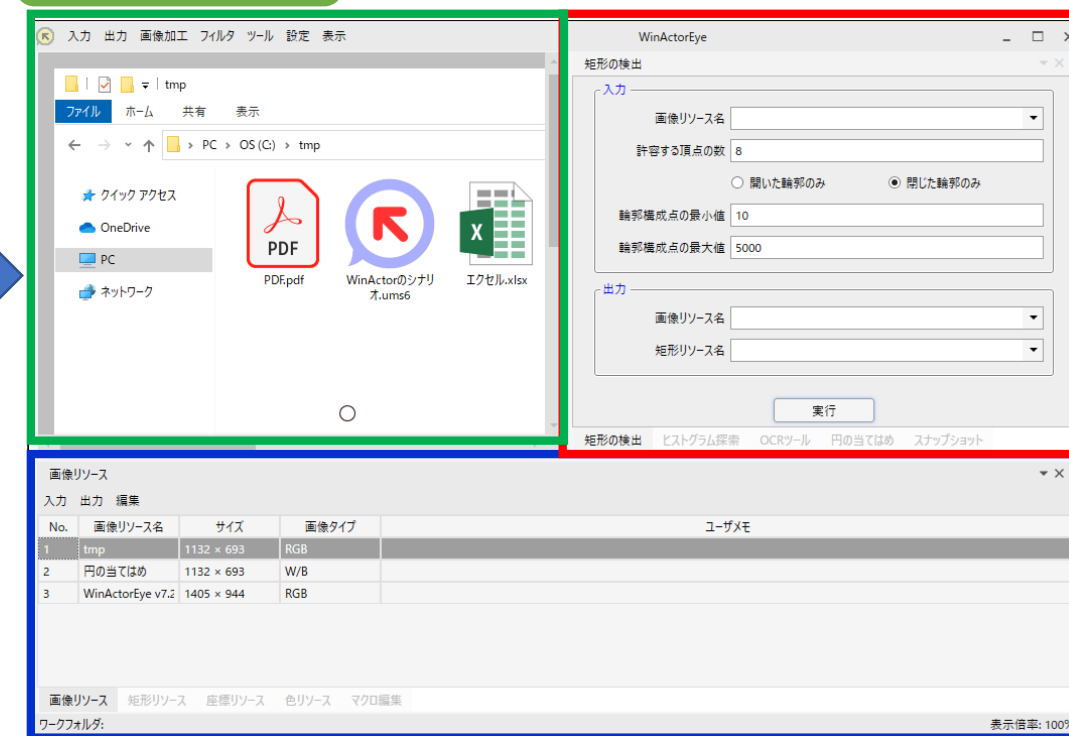 入力 出力 画像加工 フィルタ ツール 設定 表示
WinActorEye
tmp
ファイル ホーム 共有 表示
PC › OS (C:) › tmp
クイック アクセス
OneDrive
PC
ネットワーク
PDF
PDF.pdf
WinActorのシナリ
オ.ums6
X
エクセル.xlsx
矩形の検出
入力
画像リソース名
許容する頂点の数 8
開いた輪郭のみ 閉じた輪郭のみ
輪郭構成点の最小値 10
輪郭構成点の最大値 5000
出力
画像リソース名
矩形リソース名
実行
矩形の検出 ヒストグラム探索 OCRツール 円の当てはめ スナップショット
画像リソース
入力 出力 編集
No. 画像リソース名 サイズ 画像タイプ ユーザメモ
1 tmp 1132 × 693 RGB
2 円の当てはめ 1132 × 693 W/B
3 WinActorEye v7.2 1405 × 944 RGB
画像リソース 矩形リソース 座標リソース 色リソース マクロ編集
ワークフォルダ: 表示倍率: 100%